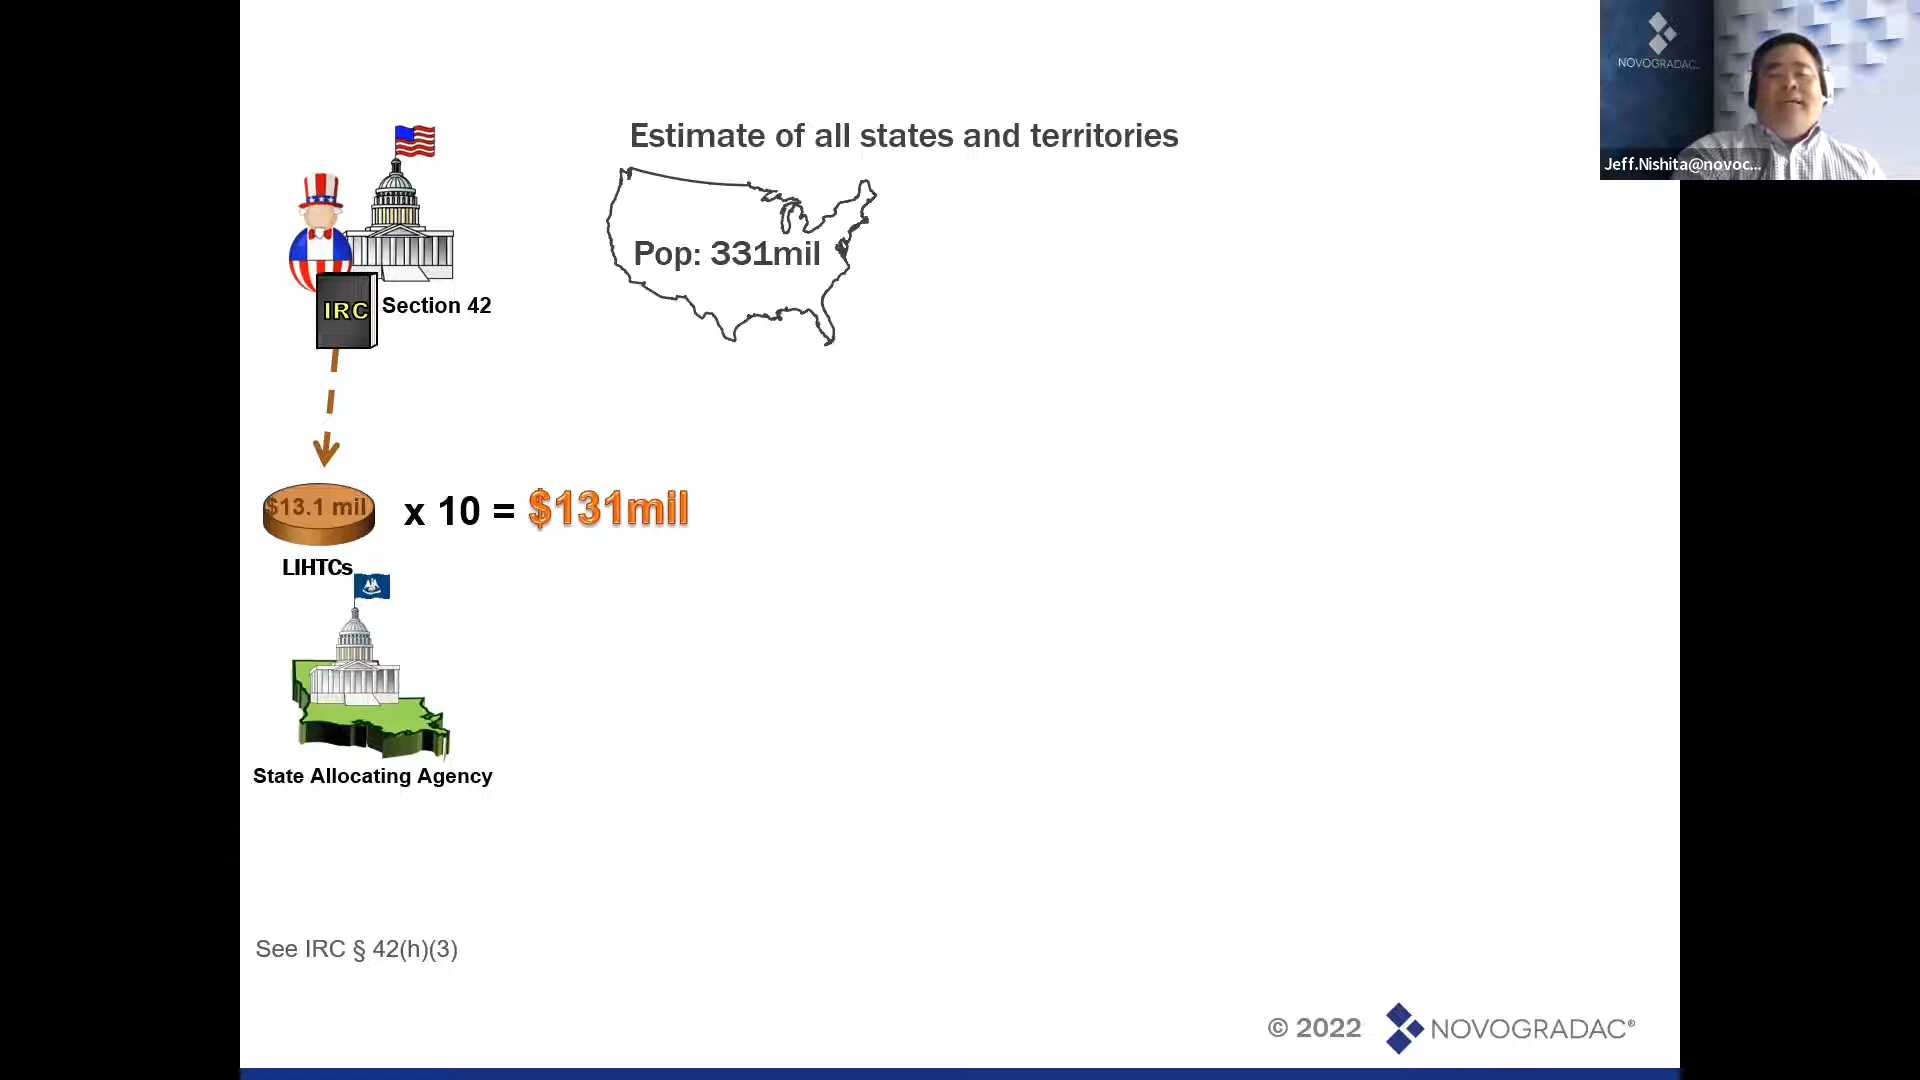 NOVOGRADAC
Jeff.Nishita@novoc...
Estimate of all states and territories
Pop: 331mil
IRC
Section 42
$13.1 mil
x 10 = $131mil
LIHTCs
State Allocating Agency
See IRC § 42(h)(3)
© 2022
NOVOGRADAC®